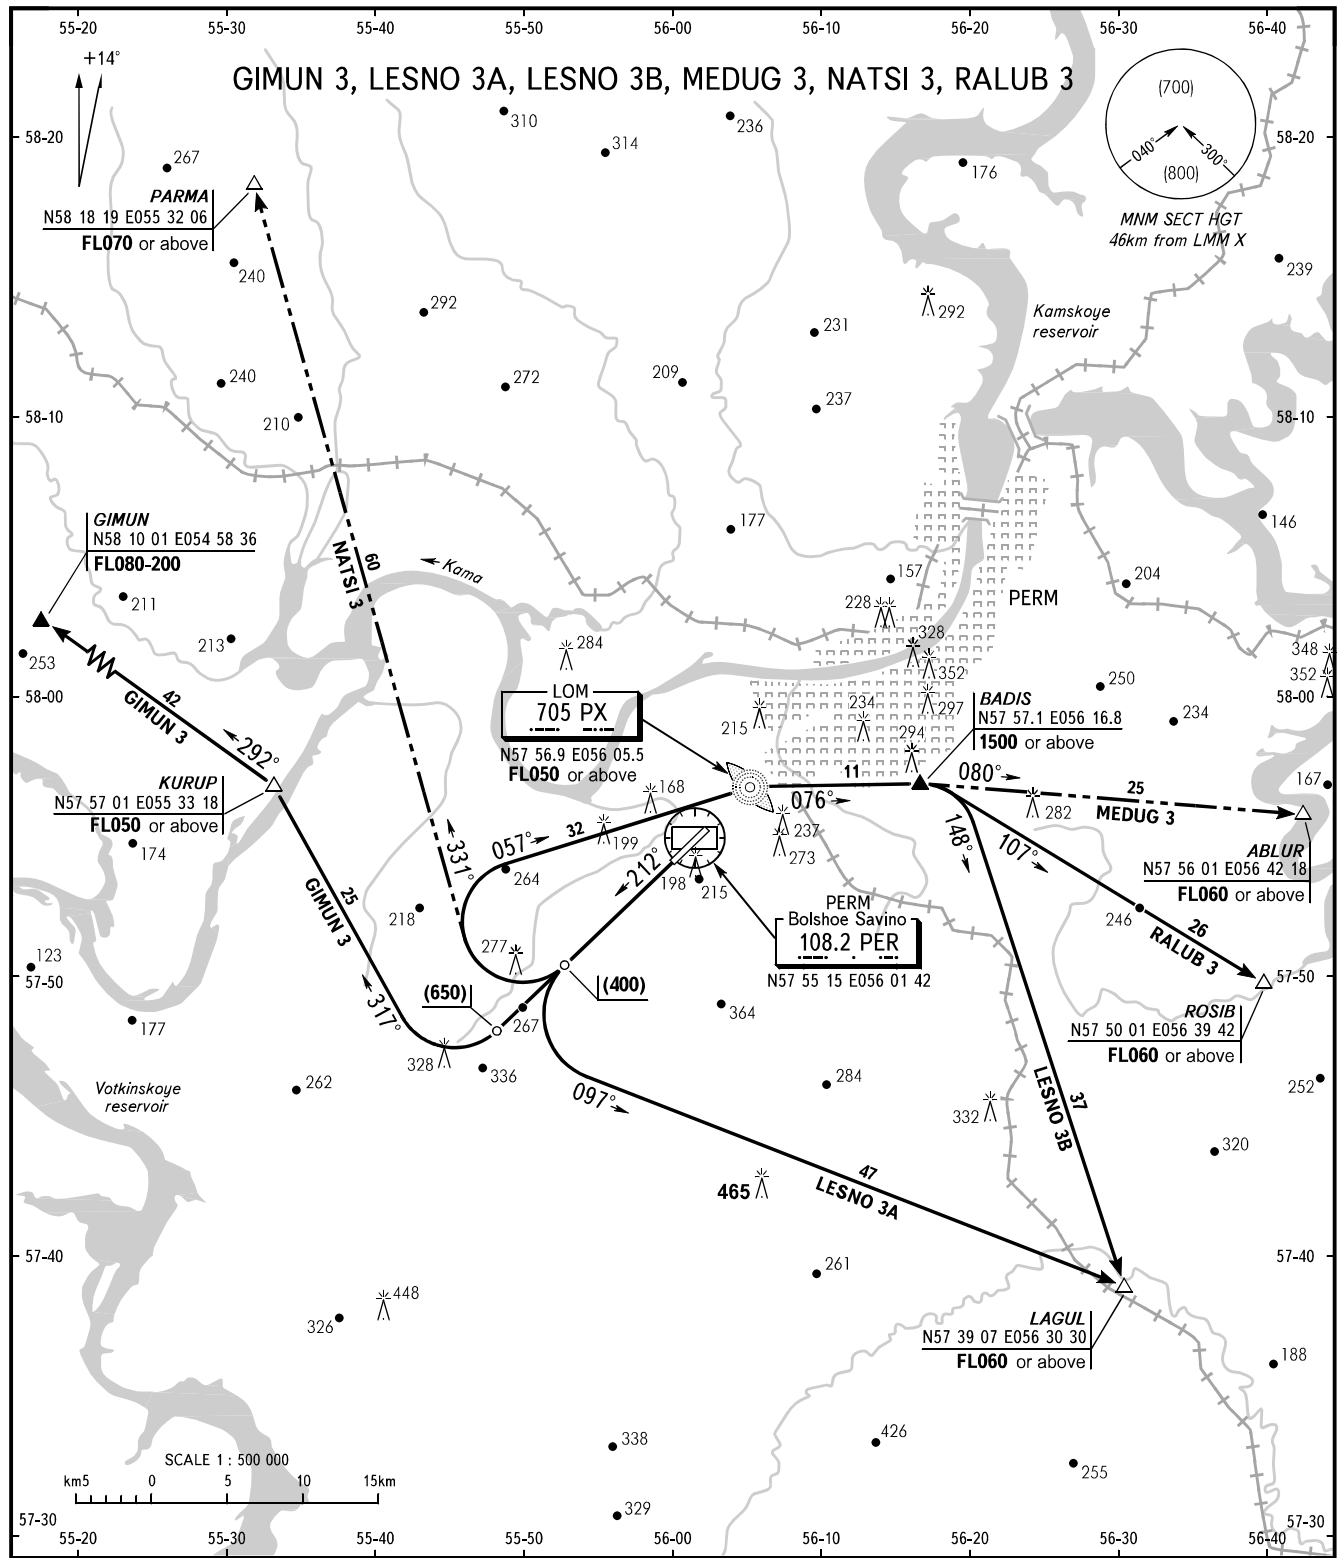 55-20
55-30
55-40
55-50
56-00
56-10
56-20
56-30
56-40
+14°
GIMUN 3, LESNO 3A, LESNO 3B, MEDUG 3, NATSI 3, RALUB 3
(700)
040°
300°
(800)
MNM SECT HGT
46km from LMM X
58-20
58-20
310
314
236
176
267
PARMA
N58 18 19 E055 32 06
FL070 or above
240
292
239
292
Kamskoye
reservoir
231
240
272
209
237
210
58-10
58-10
GIMUN
N58 10 01 E054 58 36
FL080-200
60
NATSI 3
Kama
177
146
157
204
PERM
211
213
228
328
284
352
348
352
253
58-00
58-00
42
GIMUN 3
292°
LOM
705 PX
N57 56.9 E056 05.5
FL050 or above
215
234
297
294
250
234
BADIS
N57 57.1 E056 16.8
1500 or above
KURUP
N57 57 01 E055 33 18
FL050 or above
174
11
076°
080°
25
MEDUG 3
282
167
168
199
237
273
32
057°
331°
264
212°
198
215
148°
107°
ABLUR
N57 56 01 E056 42 18
FL060 or above
PERM
Bolshoe Savino
108.2 PER
N57 55 15 E056 01 42
246
26
RALUB 3
25
GIMUN 3
218
277
123
57-50
57-50
(650)
(400)
317°
267
364
177
328
336
ROSIB
N57 50 01 E056 39 42
FL060 or above
Votkinskoye
reservoir
262
097°
284
332
37
LESNO 3B
252
320
465
47
LESNO 3A
57-40
57-40
261
448
326
LAGUL
N57 39 07 E056 30 30
FL060 or above
188
338
426
255
329
SCALE 1 : 500 000
km5
0
5
10
15km
57-30
57-30
55-20
55-30
55-40
55-50
56-00
56-10
56-20
56-30
56-40